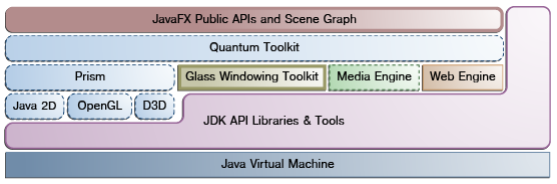 JavaFX Public APIs and Scene Graph
Quantum Toolkit
Prism
Glass Windowing Toolkit
Media Engine
Web Engine
Java 2D
OpenGL
D3D
JDK API Libraries & Tools
Java Virtual Machine